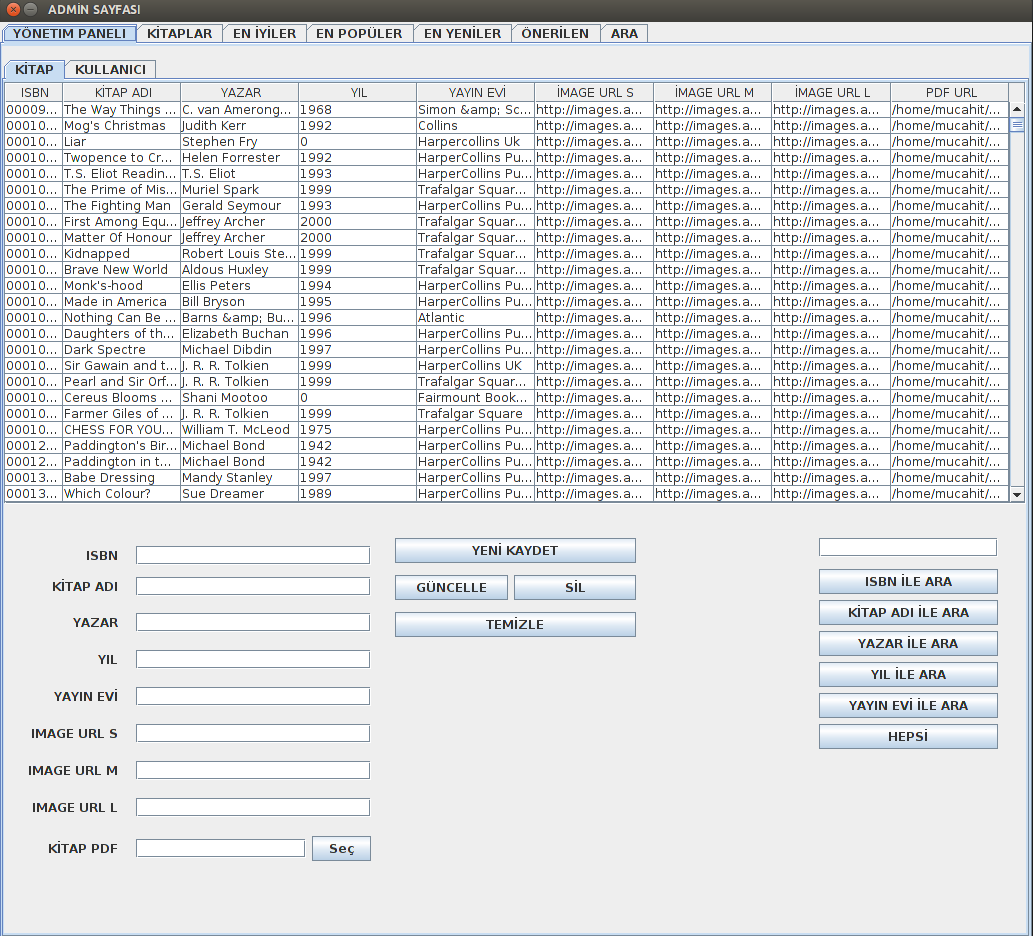 ADMİN SAYFASI
YÖNETIM PANELI KİTAPLAR EN İYİLER EN POPÜLER EN YENİLER ÖNERİLEN ARA
KİTAP KULLANICI
ISBN KİTAP ADI YAZAR YIL YAYIN EVİ İMAGE URL S İMAGE URL M İMAGE URL L PDF URL
00009... The Way Things ... C. van Amerong... 1968 Simon &amp; Sc... http://images.a... http://images.a... http://images.a... /home/mucahit/...
00010... Mog's Christmas Judith Kerr 1992 Collins http://images.a... http://images.a... http://images.a... /home/mucahit/...
00010... Liar Stephen Fry 0 Harpercollins Uk http://images.a... http://images.a... http://images.a... /home/mucahit/...
00010... Twopence to Cr... Helen Forrester 1992 HarperCollins Pu... http://images.a... http://images.a... http://images.a... /home/mucahit/...
00010... T.S. Eliot Readin... T.S. Eliot 1993 HarperCollins Pu... http://images.a... http://images.a... http://images.a... /home/mucahit/...
00010... The Prime of Mis... Muriel Spark 1999 Trafalgar Squar... http://images.a... http://images.a... http://images.a... /home/mucahit/...
00010... The Fighting Man Gerald Seymour 1993 HarperCollins Pu... http://images.a... http://images.a... http://images.a... /home/mucahit/...
00010... First Among Equ... Jeffrey Archer 2000 Trafalgar Squar... http://images.a... http://images.a... http://images.a... /home/mucahit/...
00010... Matter Of Honour Jeffrey Archer 2000 Trafalgar Squar... http://images.a... http://images.a... http://images.a... /home/mucahit/...
00010... Kidnapped Robert Louis Ste... 1999 Trafalgar Squar... http://images.a... http://images.a... http://images.a... /home/mucahit/...
00010... Brave New World Aldous Huxley 1999 Trafalgar Squar... http://images.a... http://images.a... http://images.a... /home/mucahit/...
00010... Monk's-hood Ellis Peters 1994 HarperCollins Pu... http://images.a... http://images.a... http://images.a... /home/mucahit/...
00010... Made in America Bill Bryson 1995 HarperCollins Pu... http://images.a... http://images.a... http://images.a... /home/mucahit/...
00010... Nothing Can Be ... Barns &amp; Bu... 1996 Atlantic http://images.a... http://images.a... http://images.a... /home/mucahit/...
00010... Daughters of th... Elizabeth Buchan 1996 HarperCollins Pu... http://images.a... http://images.a... http://images.a... /home/mucahit/...
00010... Dark Spectre Michael Dibdin 1997 HarperCollins Pu... http://images.a... http://images.a... http://images.a... /home/mucahit/...
00010... Sir Gawain and t... J. R. R. Tolkien 1999 HarperCollins UK http://images.a... http://images.a... http://images.a... /home/mucahit/...
00010... Pearl and Sir Orf... J. R. R. Tolkien 1999 Trafalgar Squar... http://images.a... http://images.a... http://images.a... /home/mucahit/...
00010... Cereus Blooms ... Shani Mootoo 0 Fairmount Book... http://images.a... http://images.a... http://images.a... /home/mucahit/...
00010... Farmer Giles of ... J. R. R. Tolkien 1999 Trafalgar Square http://images.a... http://images.a... http://images.a... /home/mucahit/...
00010... CHESS FOR YOU... William T. McLeod 1975 HarperCollins Pu... http://images.a... http://images.a... http://images.a... /home/mucahit/...
00012... Paddington's Bir... Michael Bond 1942 HarperCollins Pu... http://images.a... http://images.a... http://images.a... /home/mucahit/...
00012... Paddington in t... Michael Bond 1942 HarperCollins Pu... http://images.a... http://images.a... http://images.a... /home/mucahit/...
00013... Babe Dressing Mandy Stanley 1997 HarperCollins Pu... http://images.a... http://images.a... http://images.a... /home/mucahit/...
00013... Which Colour? Sue Dreamer 1989 HarperCollins Pu... http://images.a... http://images.a... http://images.a... /home/mucahit/...
ISBN
KİTAP ADI
YAZAR
YIL
YAYIN EVİ
IMAGE URL S
IMAGE URL M
IMAGE URL L
KİTAP PDF Seç
YENİ KAYDET
GÜNCELLE SİL
TEMİZLE
ISBN İLE ARA
KİTAP ADI İLE ARA
YAZAR İLE ARA
YIL İLE ARA
YAYIN EVİ İLE ARA
HEPSİ